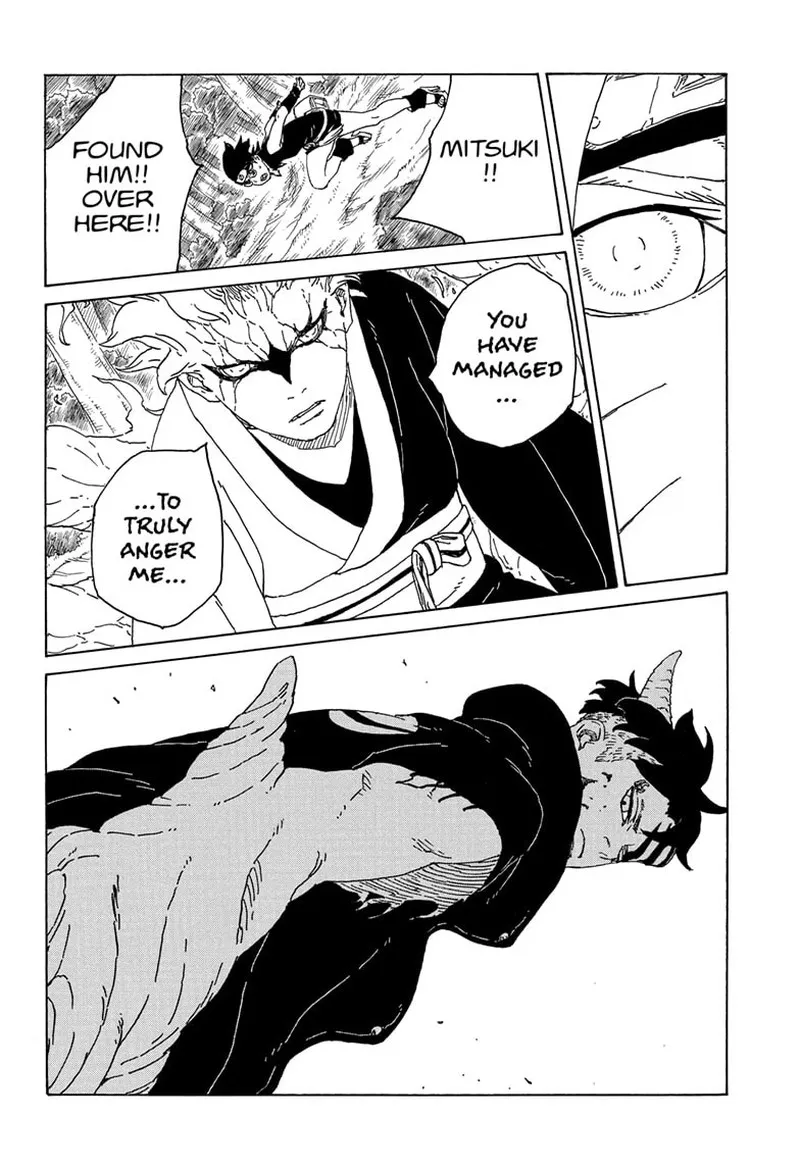 MITSUKI
!!
FOUND
HIM!!
OVER
HERE!!
YOU
HAVE
MANAGED
...
...TO
TRULY
ANGER
ME...